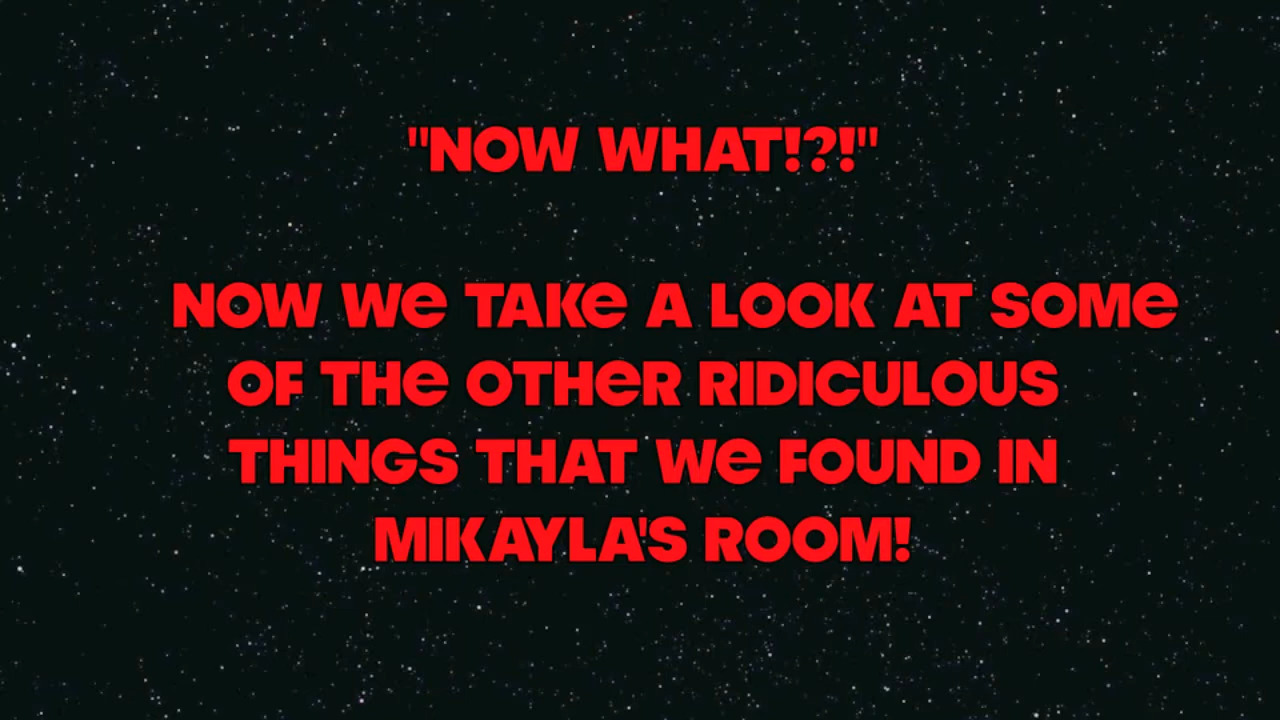 "NOW WHAT!?!"
NOW We TAKe A LOOK AT SOMe
OF THe OTHeR RIDICULOUS
THINGS THAT We FOUND IN
MIKAYLA'S ROOM!